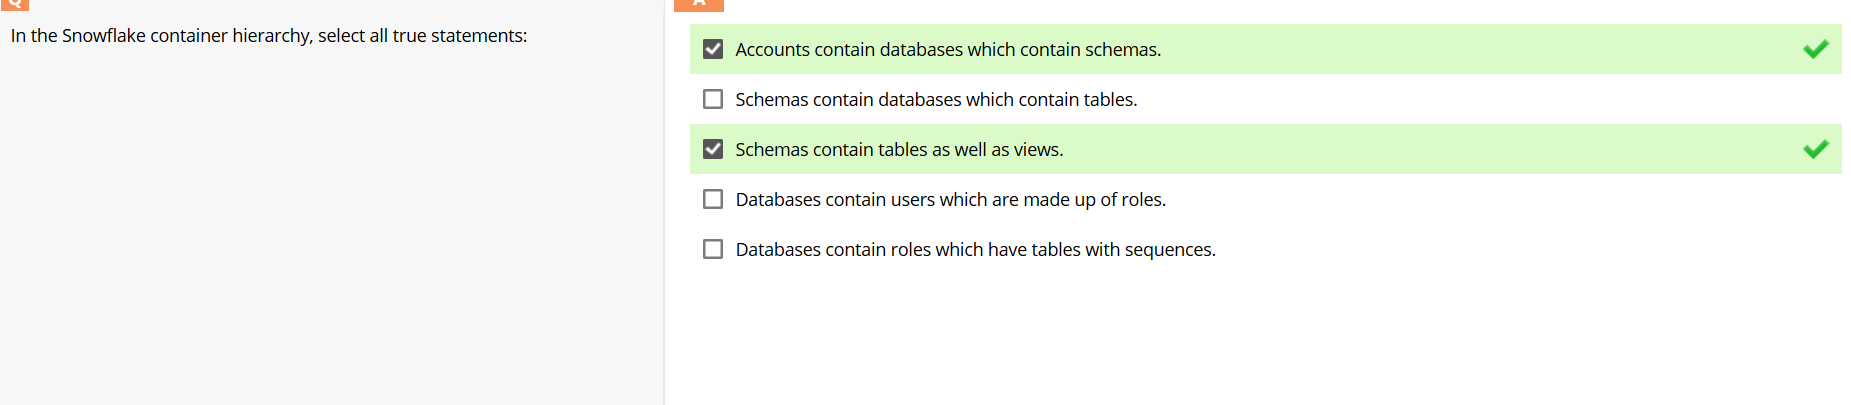 Q
In the Snowflake container hierarchy, select all true statements:
A
Accounts contain databases which contain schemas.
Schemas contain databases which contain tables.
Schemas contain tables as well as views.
Databases contain users which are made up of roles.
Databases contain roles which have tables with sequences.